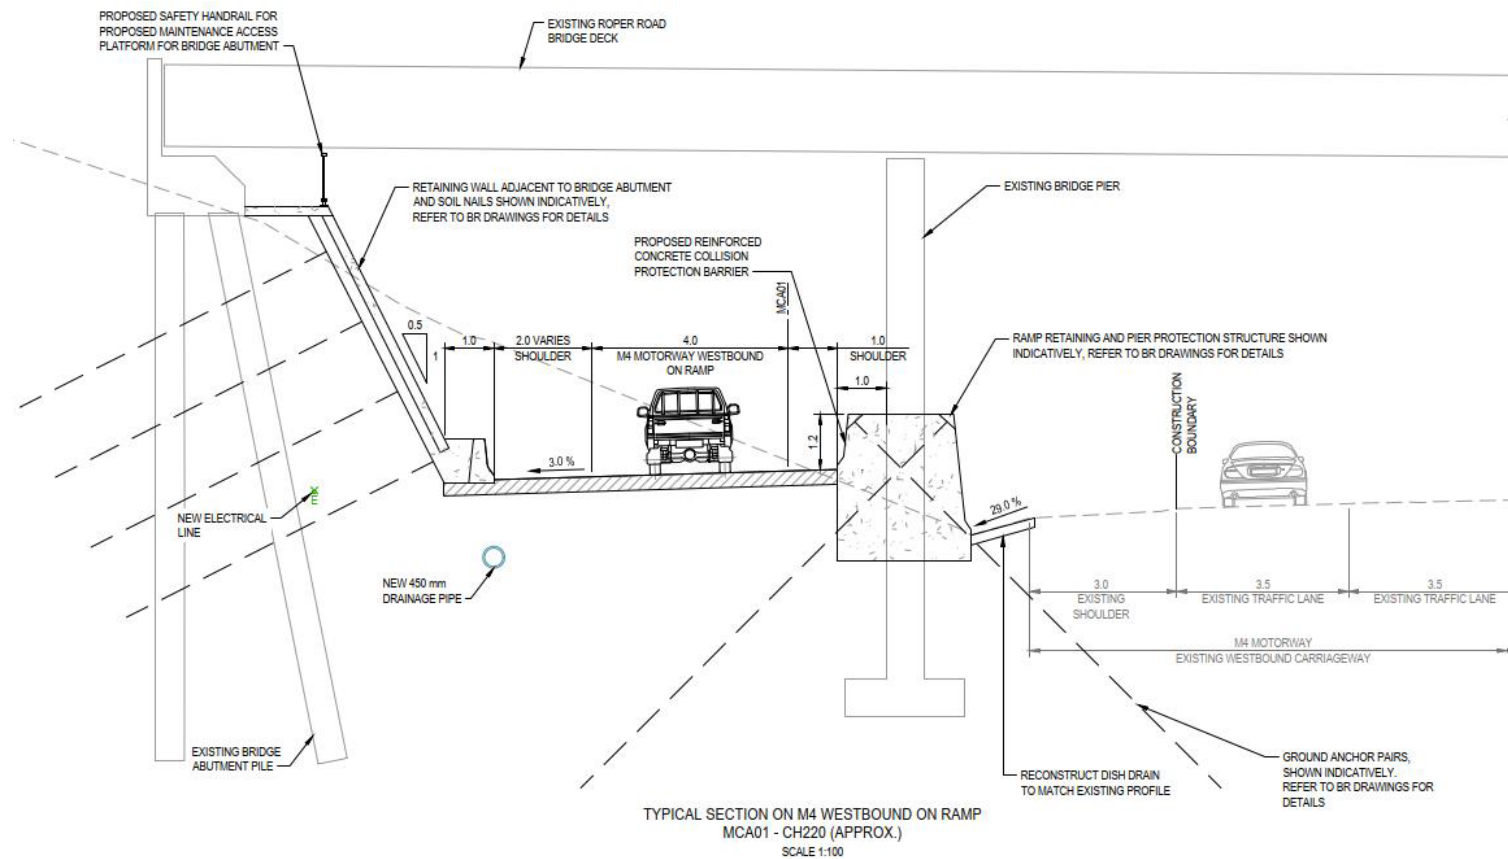 PROPOSED SAFETY HANDRAIL FOR
PROPOSED MAINTENANCE ACCESS
PLATFORM FOR BRIDGE ABUTMENT
EXISTING ROPER ROAD
BRIDGE DECK
RETAINING WALL ADJACENT TO BRIDGE ABUTMENT
AND SOIL NAILS SHOWN INDICATIVELY,
REFER TO BR DRAWINGS FOR DETAILS
EXISTING BRIDGE PIER
PROPOSED REINFORCED
CONCRETE COLLISION
PROTECTION BARRIER
MCA01
0.5
1
1.0
2.0 VARIES
SHOULDER
4.0
M4 MOTORWAY WESTBOUND
ON RAMP
1.0
SHOULDER
1.0
1.2
RAMP RETAINING AND PIER PROTECTION STRUCTURE SHOWN
INDICATIVELY, REFER TO BR DRAWINGS FOR DETAILS
CONSTRUCTION
BOUNDARY
3.0 %
29.0 %
NEW ELECTRICAL
LINE
NEW 450 mm
DRAINAGE PIPE
3.0
EXISTING
SHOULDER
3.5
EXISTING TRAFFIC LANE
3.5
EXISTING TRAFFIC LANE
M4 MOTORWAY
EXISTING WESTBOUND CARRIAGEWAY
EXISTING BRIDGE
ABUTMENT PILE
RECONSTRUCT DISH DRAIN
TO MATCH EXISTING PROFILE
GROUND ANCHOR PAIRS,
SHOWN INDICATIVELY.
REFER TO BR DRAWINGS FOR
DETAILS
TYPICAL SECTION ON M4 WESTBOUND ON RAMP
MCA01 - CH220 (APPROX.)
SCALE 1:100